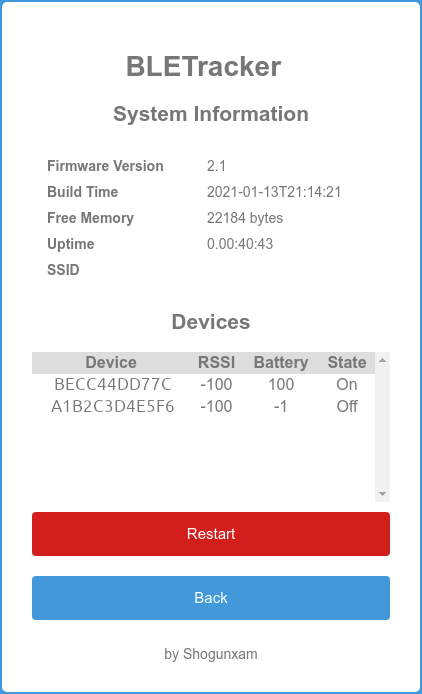 BLETracker
System Information
Firmware Version 2.1
Build Time 2021-01-13T21:14:21
Free Memory 22184 bytes
Uptime 0.00:40:43
SSID
Devices
Device RSSI Battery State
BECC44DD77C -100 100 On
A1B2C3D4E5F6 -100 -1 Off
Restart
Back
by Shogunxam